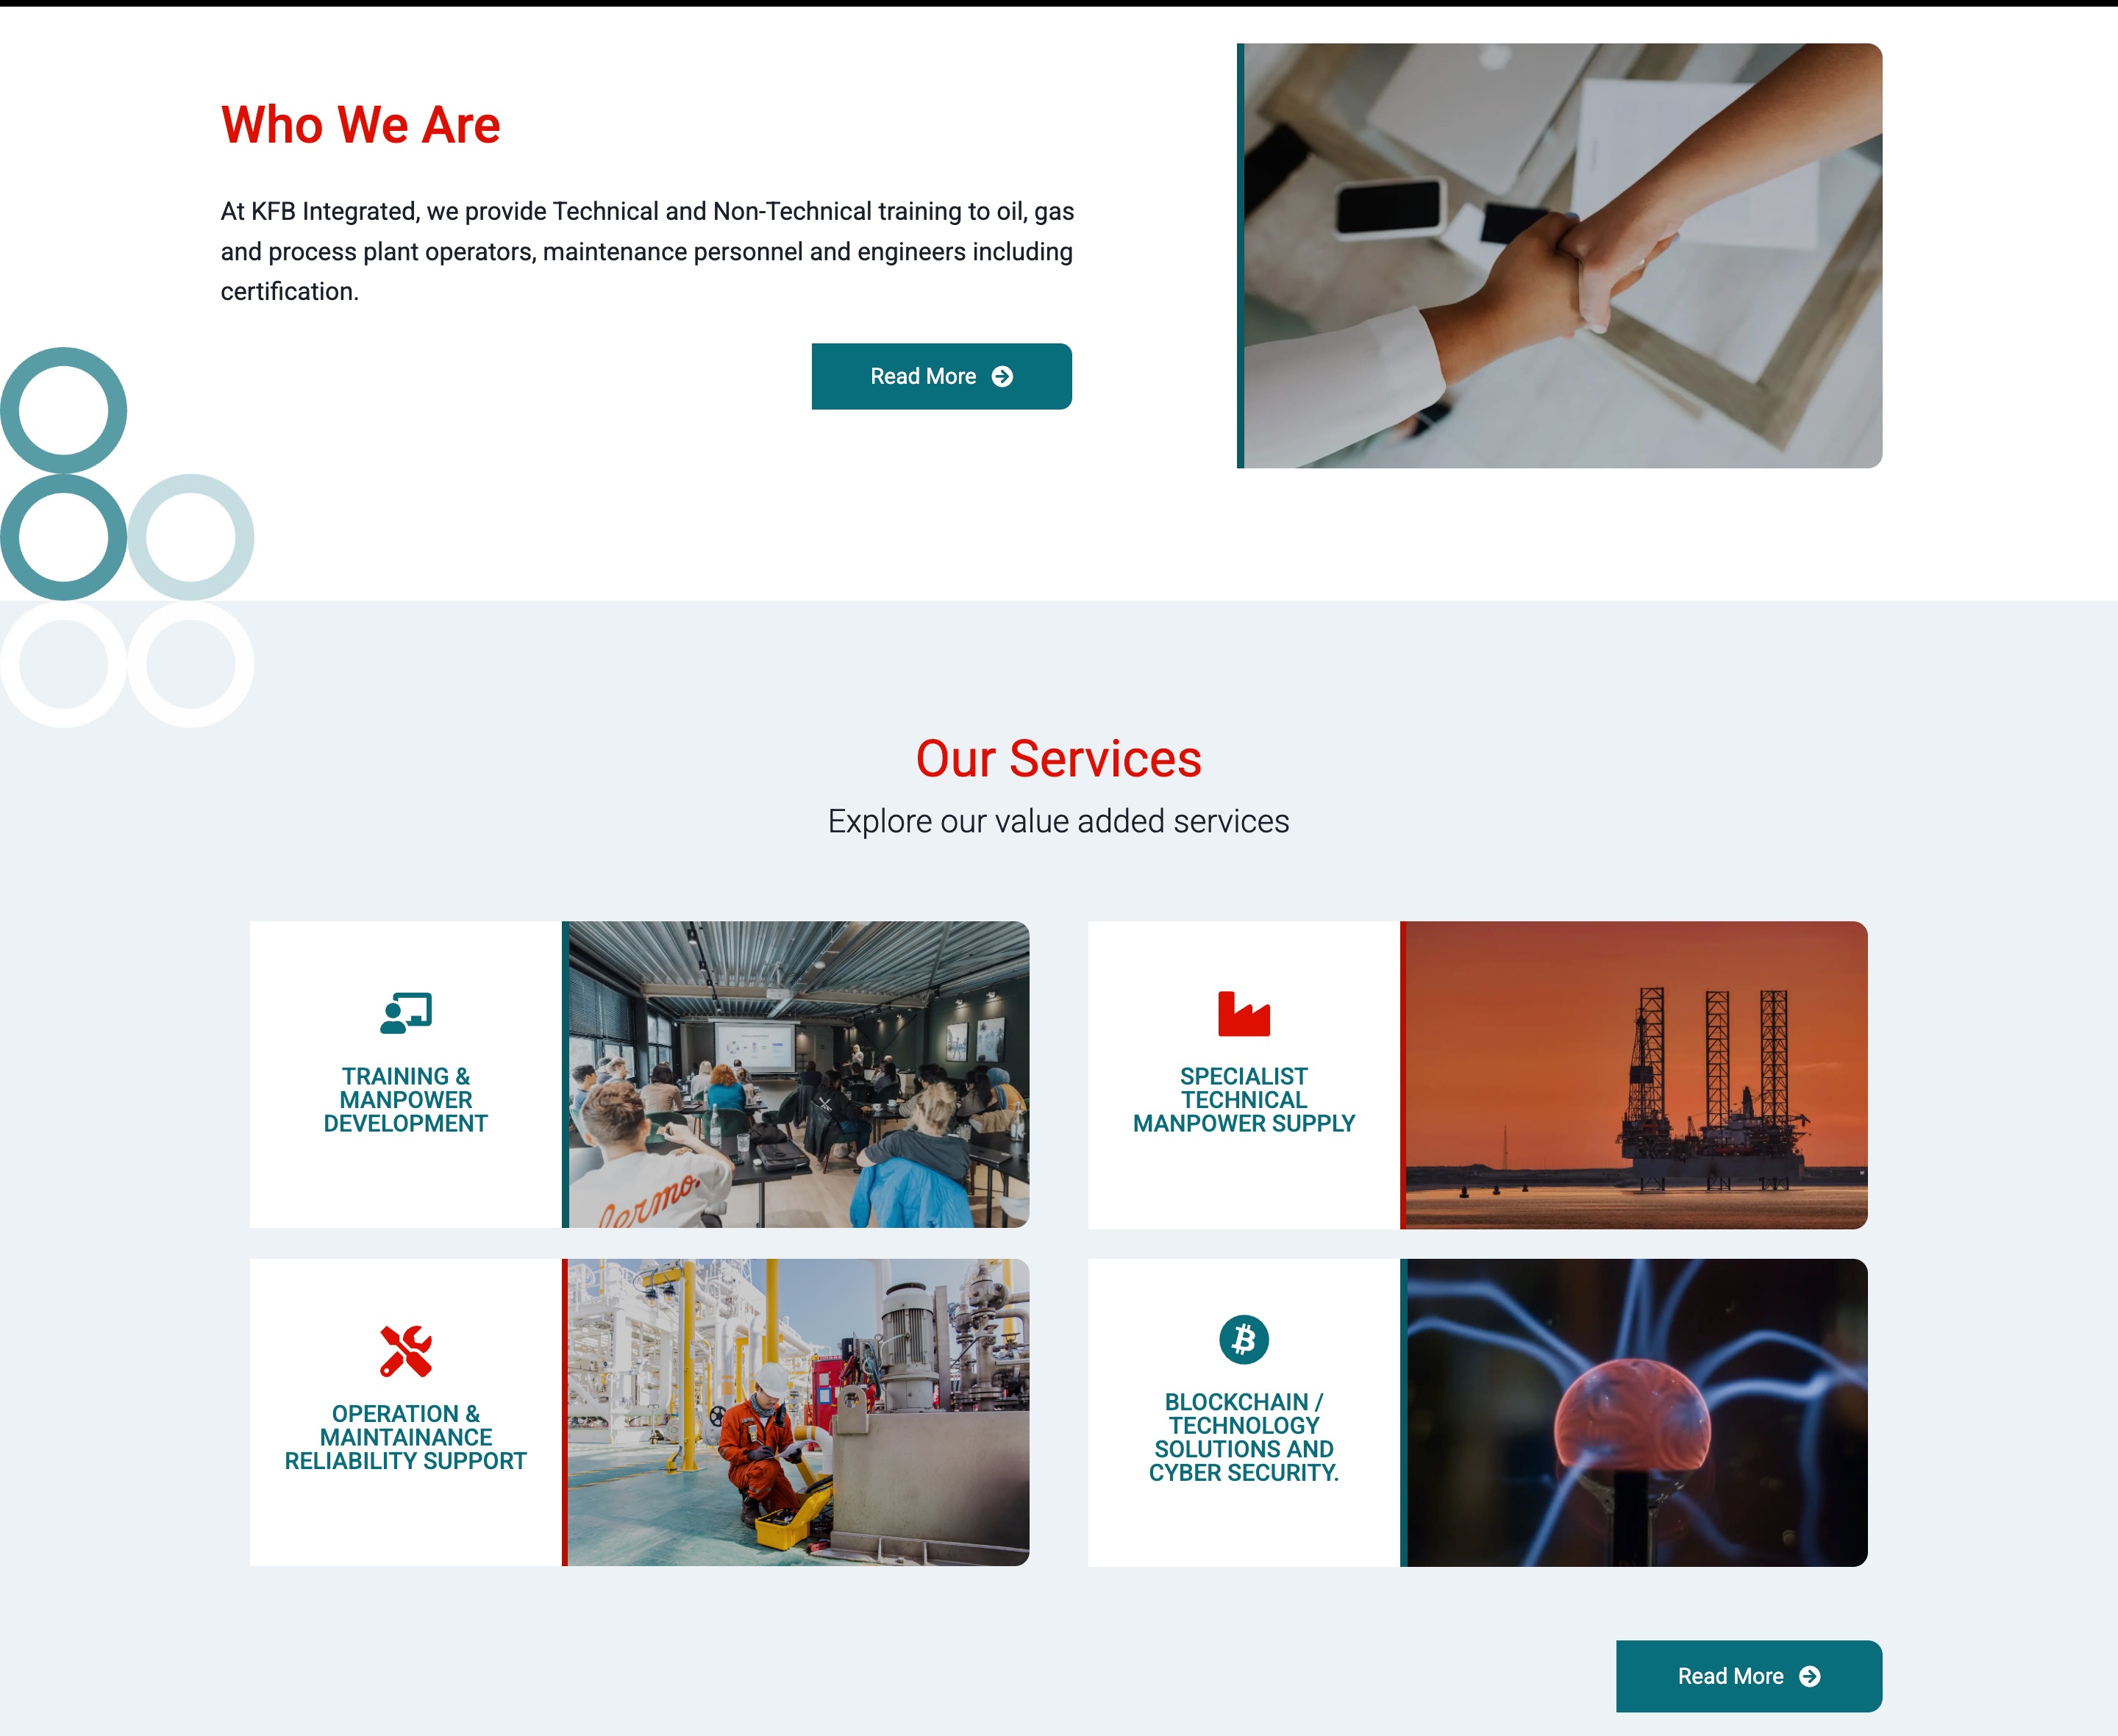 Who We Are
At KFB Integrated, we provide Technical and Non-Technical training to oil, gas
and process plant operators, maintenance personnel and engineers including
certification.
Read More
Our Services
Explore our value added services
TRAINING &
MANPOWER
DEVELOPMENT
SPECIALIST
TECHNICAL
MANPOWER SUPPLY
OPERATION &
MAINTAINANCE
RELIABILITY SUPPORT
BLOCKCHAIN /
TECHNOLOGY
SOLUTIONS AND
CYBER SECURITY.
Read More